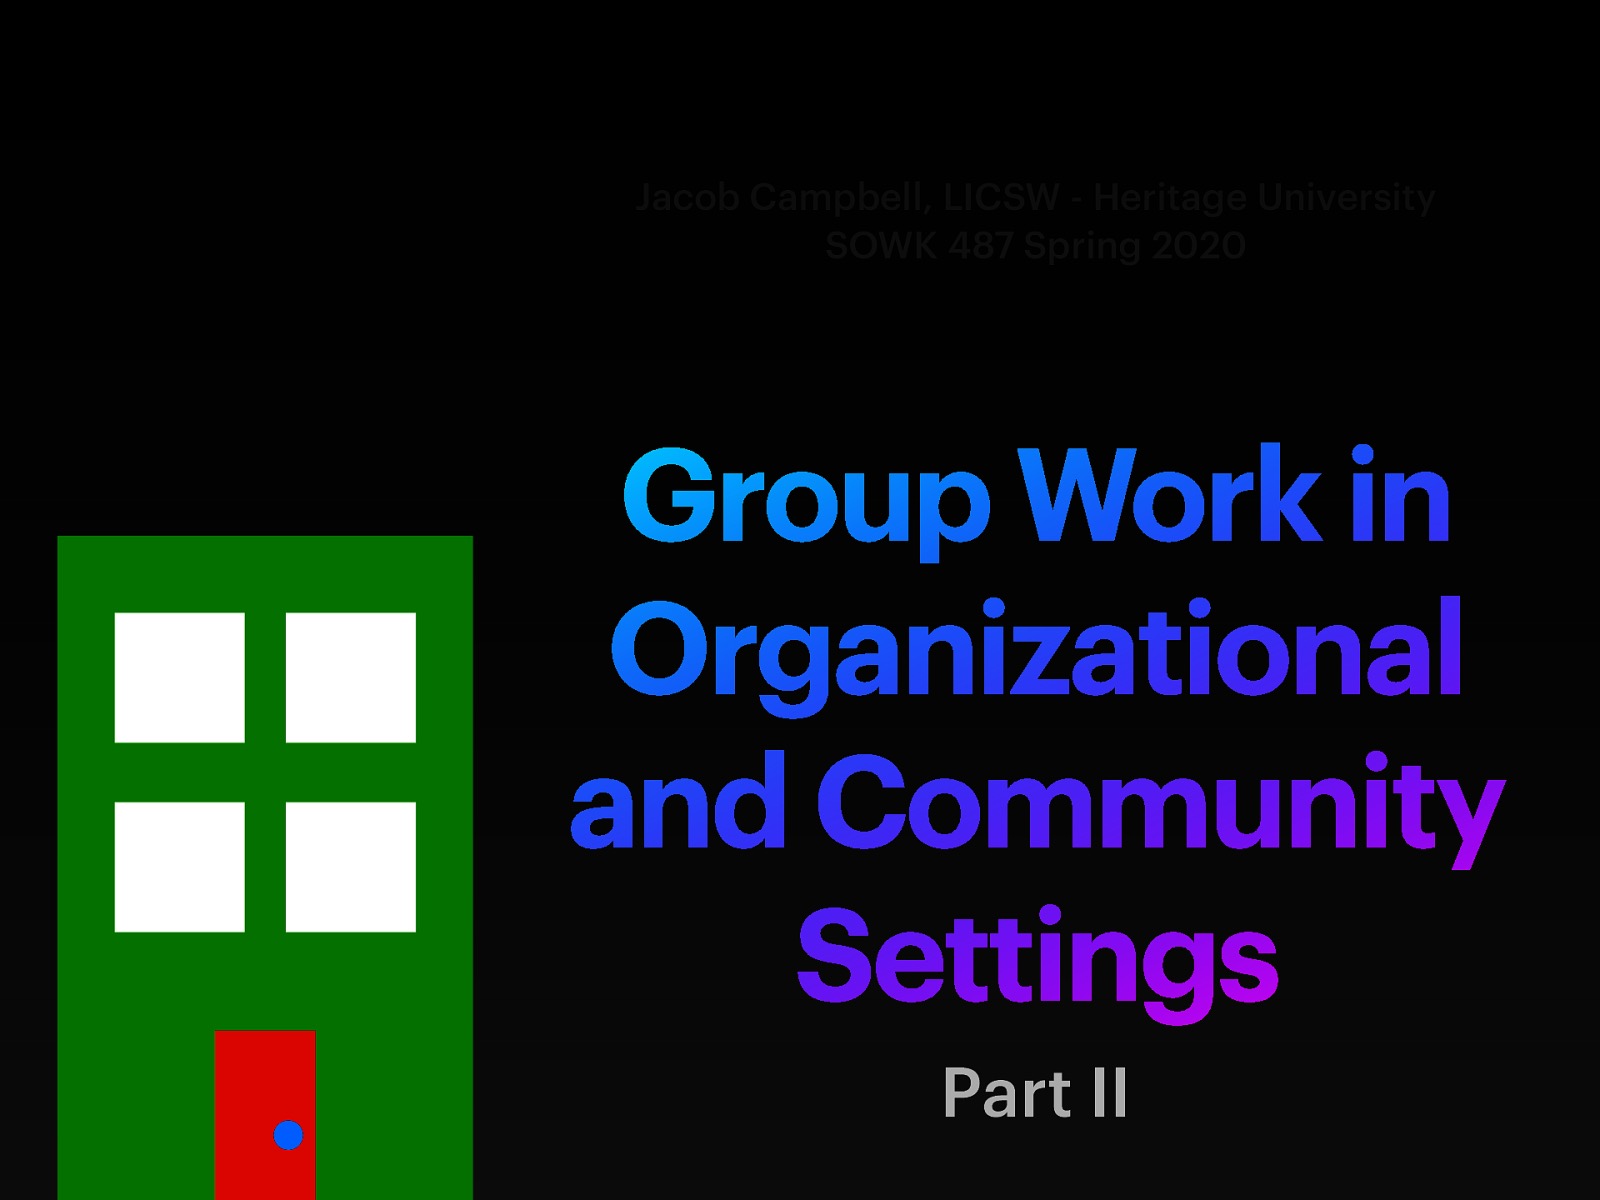 Jacob Campbell, LICSW - Heritage University
SOWK 487 Spring 2020
Group Work in
Organizational
and Community
Settings
Part II